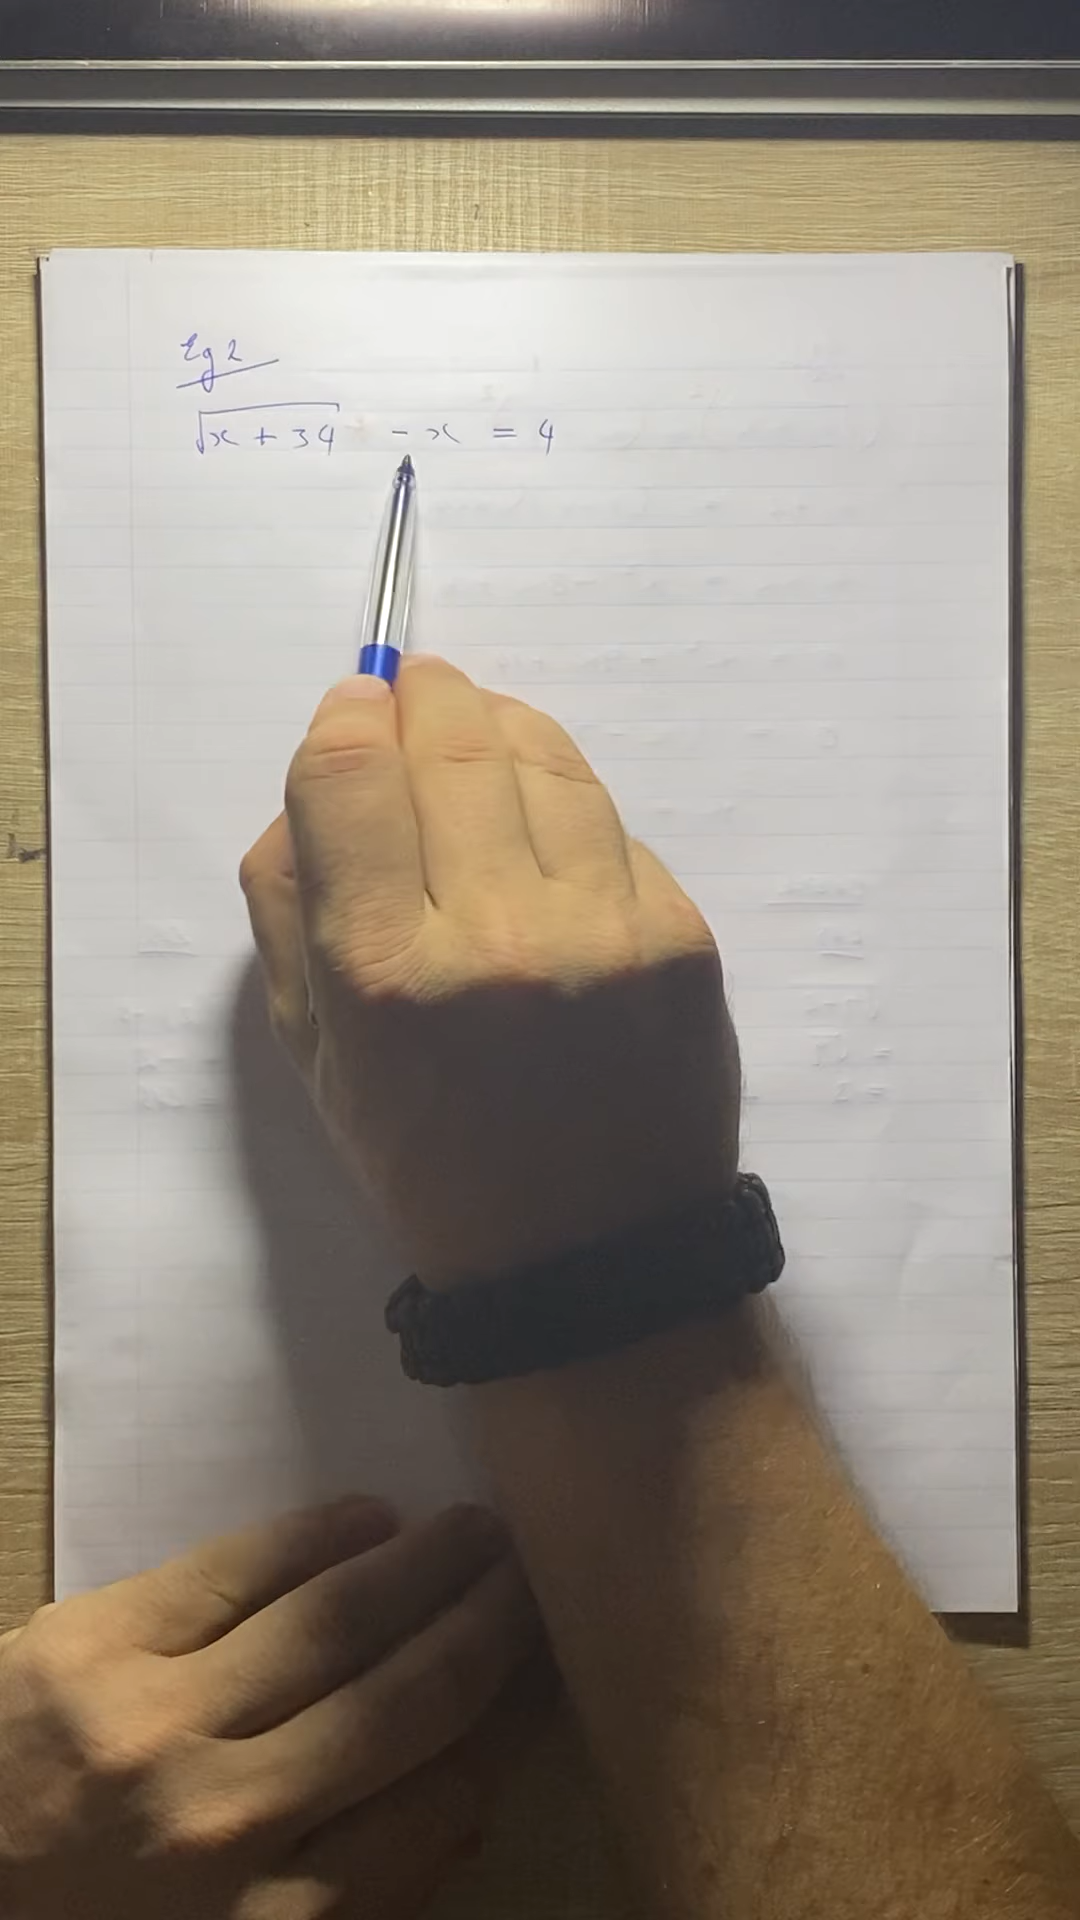 Eg 2
√x + 34 - x = 4